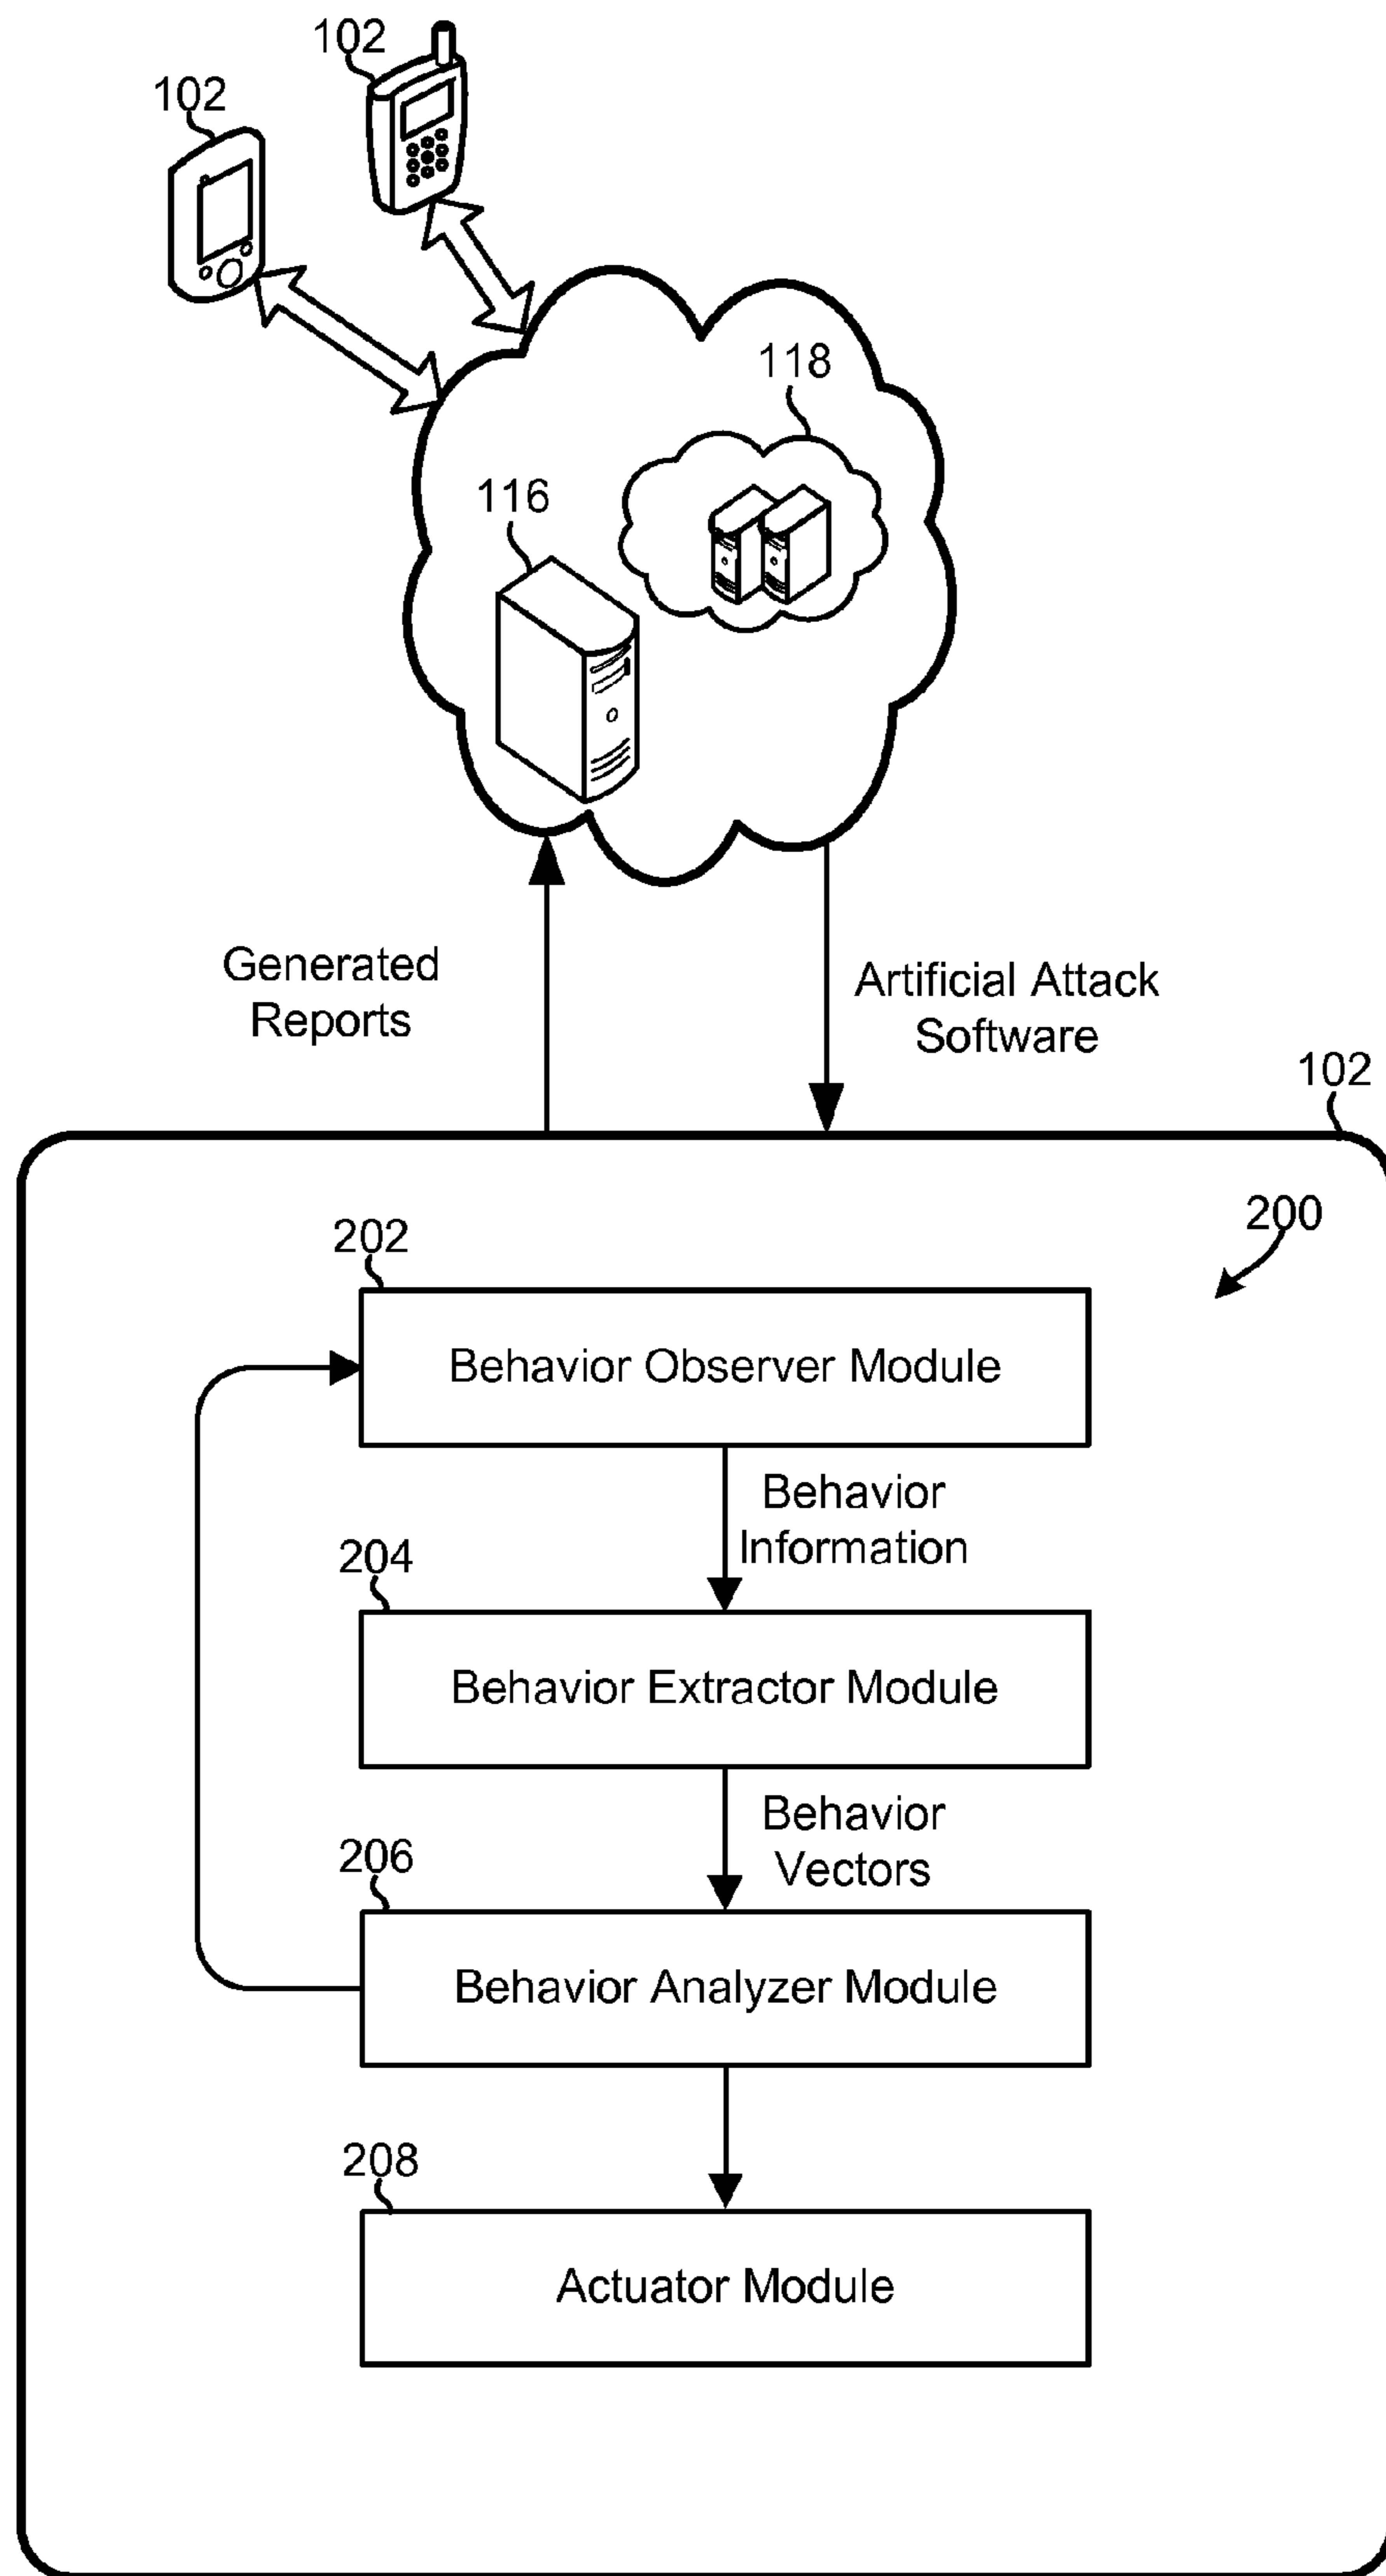 102
102
118
116
Generated
Reports
Artificial Attack
Software
102
200
202
Behavior Observer Module
Behavior
Information
204
Behavior Extractor Module
Behavior
Vectors
206
Behavior Analyzer Module
208
Actuator Module